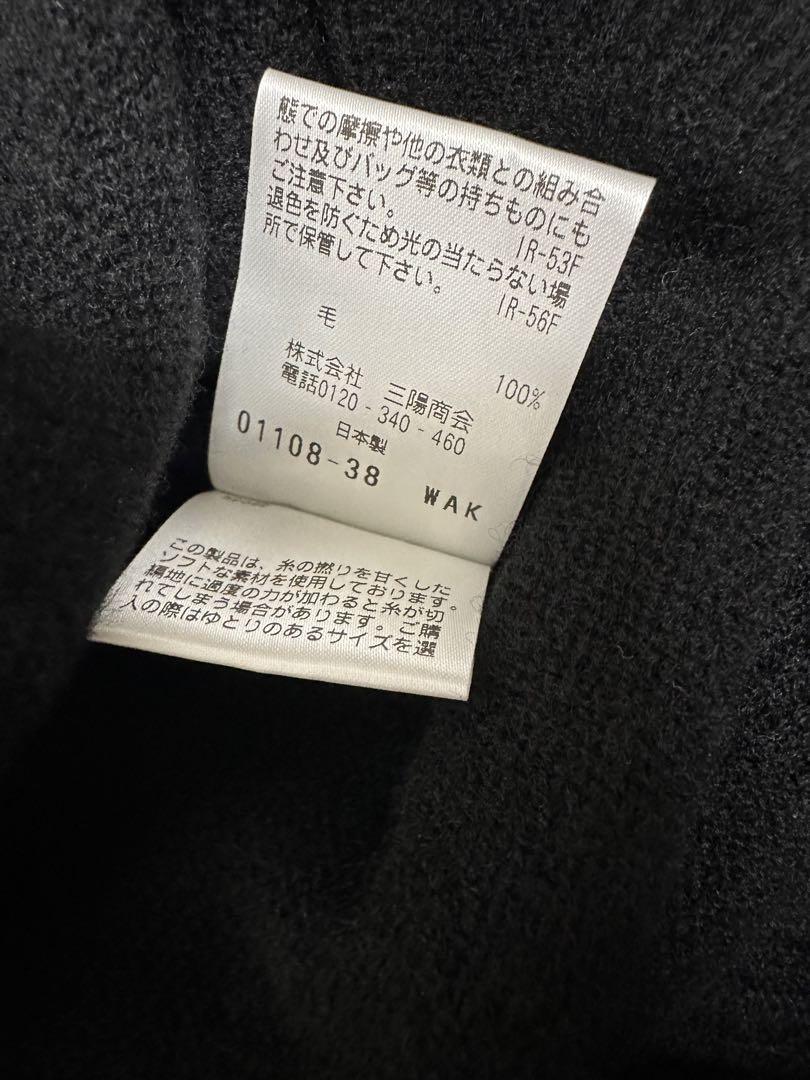 態での摩擦や他の衣類との組み合
わせ及びバッグ等の持ちものにも
ご注意下さい。
IR-53F
退色を防ぐため光の当たらない場
所で保管して下さい。
IR-56F
毛 100%
株式会社 三陽商会
電話0120-340-460
日本製
01108-38 WAK
この製品は、糸の撚りを甘くした
ソフトな素材を使用しております。
編地に過度の力が加わると糸が切
れてしまう場合があります。ご購
入の際はゆとりのあるサイズを選